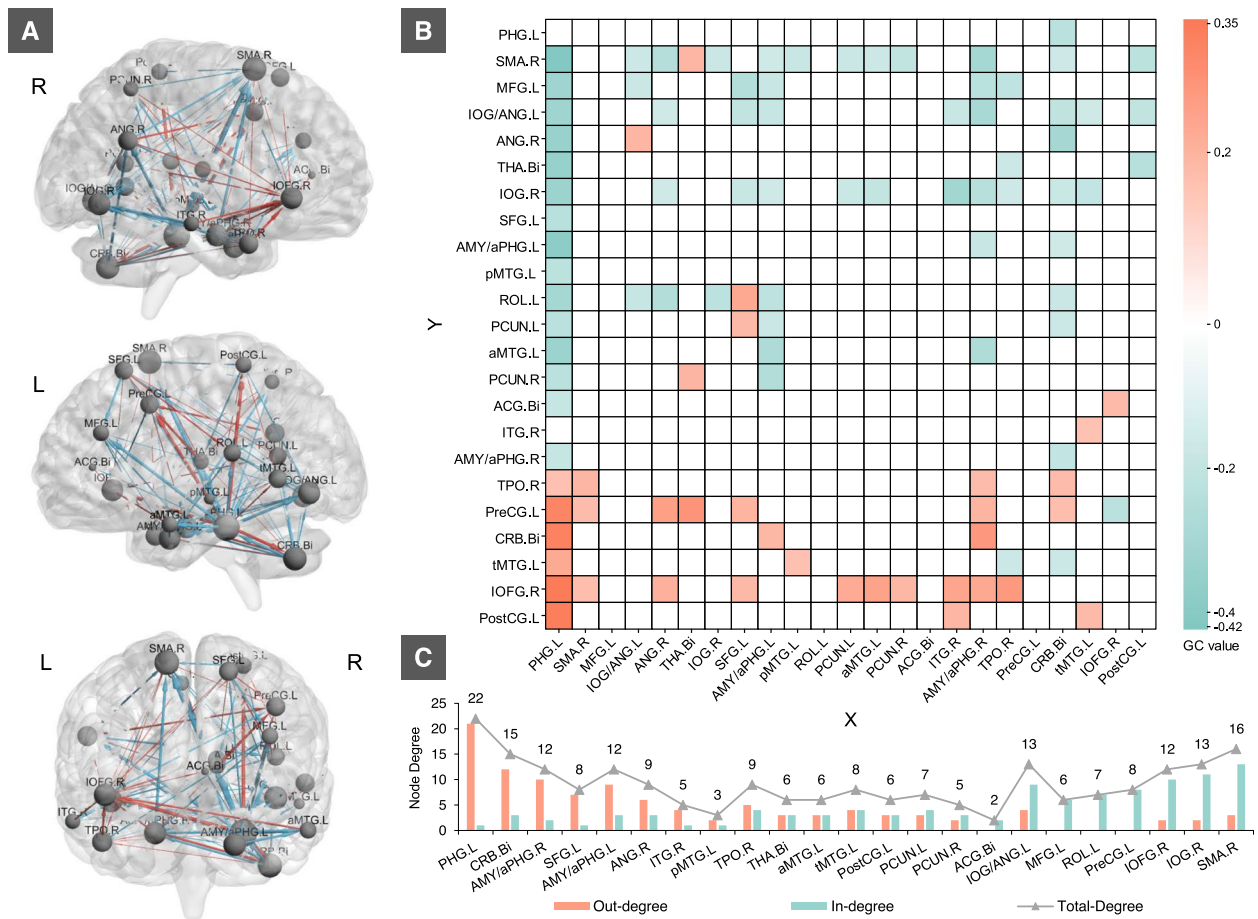 A
R
SMA.R
PCUN.R
ANG.R
ACG.Bi
IOFG.R
ITG.R
CRB.Bi
L
SMA.R
SFG.L
PostCG.L
PreCG.L
MFG.L
ROL.L
THA.Bi
PCUN.L
ACG.Bi
tMTG.L
pMTG.L
aMTG.L
PHG.L
CRB.Bi
L
R
SMA.R
SFG.L
PreCG.L
MFG.L
ROL.L
ACG.Bi
IOFG.R
ITG.R
TPO.R
AMY/aPHG.L
aMTG.L
CRB.Bi
B
Y
PHG.L
SMA.R
MFG.L
IOG/ANG.L
ANG.R
THA.Bi
IOG.R
SFG.L
AMY/aPHG.L
pMTG.L
ROL.L
PCUN.L
aMTG.L
PCUN.R
ACG.Bi
ITG.R
AMY/aPHG.R
TPO.R
PreCG.L
CRB.Bi
tMTG.L
IOFG.R
PostCG.L
PHG.L SMA.R MFG.L IOG/ANG.L ANG.R THA.Bi IOG.R SFG.L AMY/aPHG.L pMTG.L ROL.L PCUN.L aMTG.L PCUN.R ACG.Bi ITG.R AMY/aPHG.R TPO.R PreCG.L CRB.Bi tMTG.L IOFG.R PostCG.L
X
0.35
0.2
0
-0.2
-0.4
-0.42
GC value
C
Node Degree
25
20
15
10
5
0
22 15 12 8 12 9 5 3 9 6 6 8 6 7 5 2 13 6 7 8 12 13 16
PHG.L CRB.Bi AMY/aPHG.R SFG.L AMY/aPHG.L ANG.R ITG.R pMTG.L TPO.R THA.Bi aMTG.L tMTG.L PostCG.L PCUN.L PCUN.R ACG.Bi IOG/ANG.L MFG.L ROL.L PreCG.L IOFG.R IOG.R SMA.R
Out-degree In-degree Total-Degree